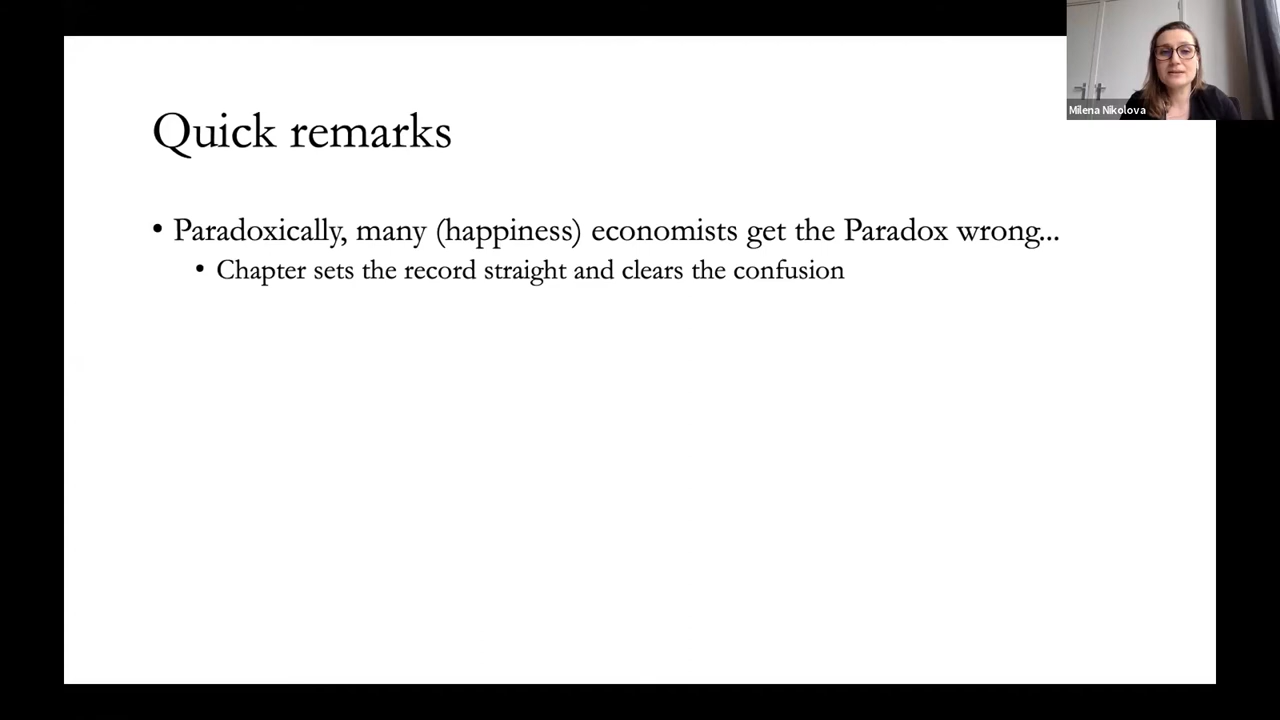 Milena Nikolova
Quick remarks
• Paradoxically, many (happiness) economists get the Paradox wrong...
• Chapter sets the record straight and clears the confusion